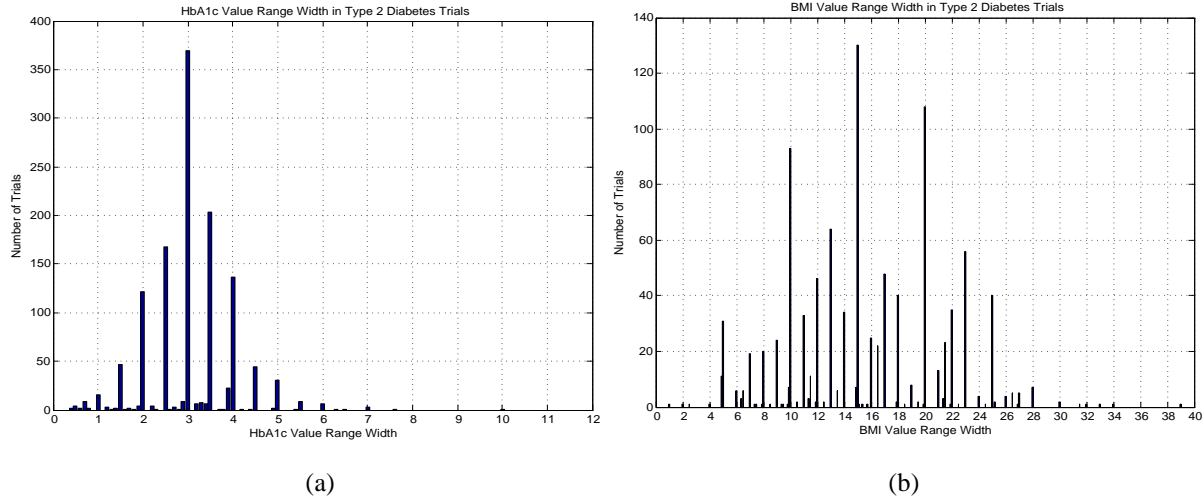 HbA1c Value Range Width in Type 2 Diabetes Trials
400
350
300
250
200
150
100
50
0
Number of Trials
0 1 2 3 4 5 6 7 8 9 10 11 12
HbA1c Value Range Width
(a)
BMI Value Range Width in Type 2 Diabetes Trials
140
120
100
80
60
40
20
0
Number of Trials
0 2 4 6 8 10 12 14 16 18 20 22 24 26 28 30 32 34 36 38 40
BMI Value Range Width
(b)